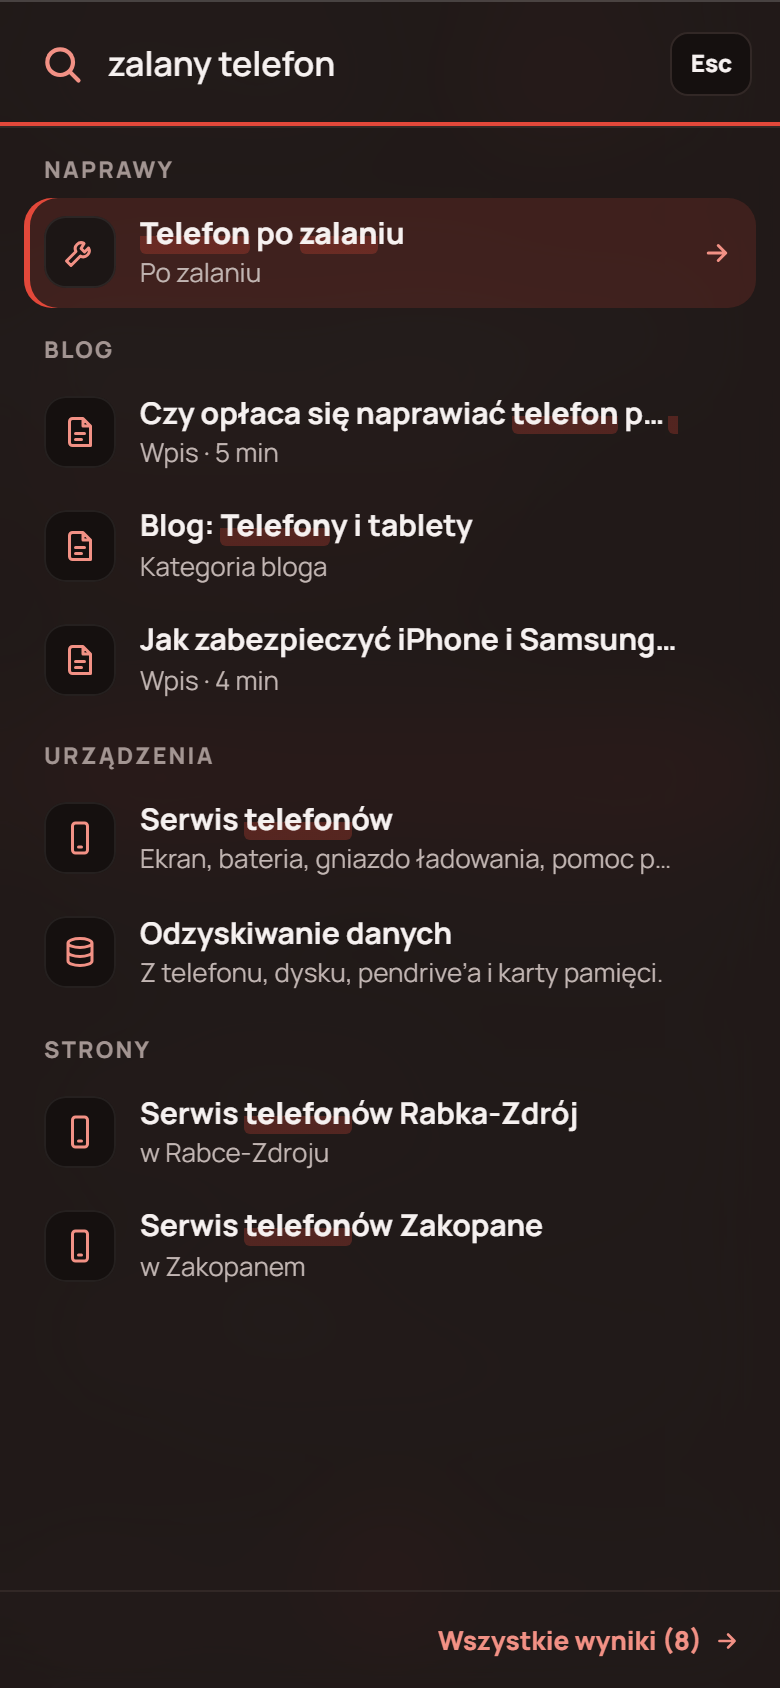 zalany telefon
Esc
NAPRAWY
Telefon po zalaniu
Po zalaniu
BLOG
Czy opłaca się naprawiać telefon p...
Wpis · 5 min
Blog: Telefony i tablety
Kategoria bloga
Jak zabezpieczyć iPhone i Samsung...
Wpis · 4 min
URZĄDZENIA
Serwis telefonów
Ekran, bateria, gniazdo ładowania, pomoc p...
Odzyskiwanie danych
Z telefonu, dysku, pendrive’a i karty pamięci.
STRONY
Serwis telefonów Rabka-Zdrój
w Rabce-Zdroju
Serwis telefonów Zakopane
w Zakopanem
Wszystkie wyniki (8) →